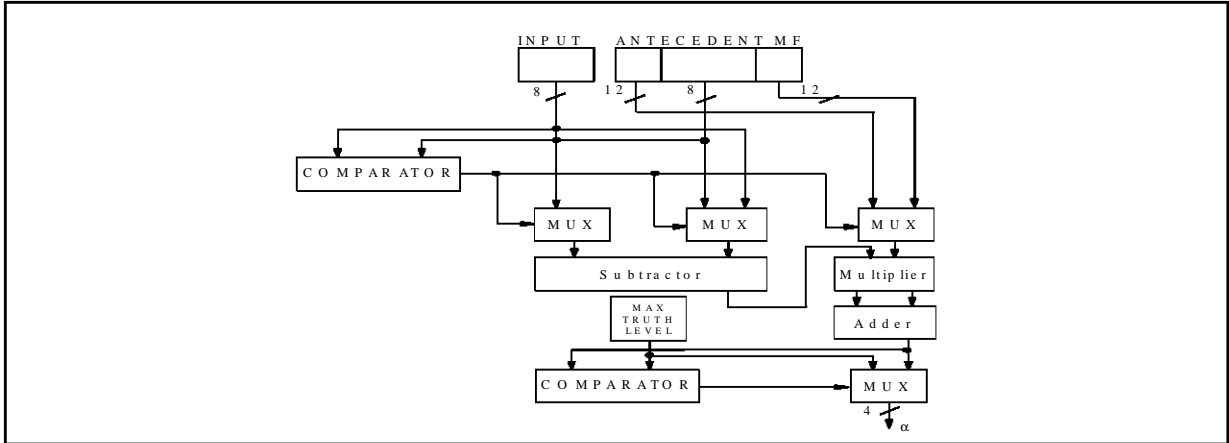 INPUT ANTECEDENT MF
8 12 8 12
COMPARATOR
MUX MUX MUX
Subtractor Multiplier
MAX
TRUTH
LEVEL
Adder
COMPARATOR MUX
4
α